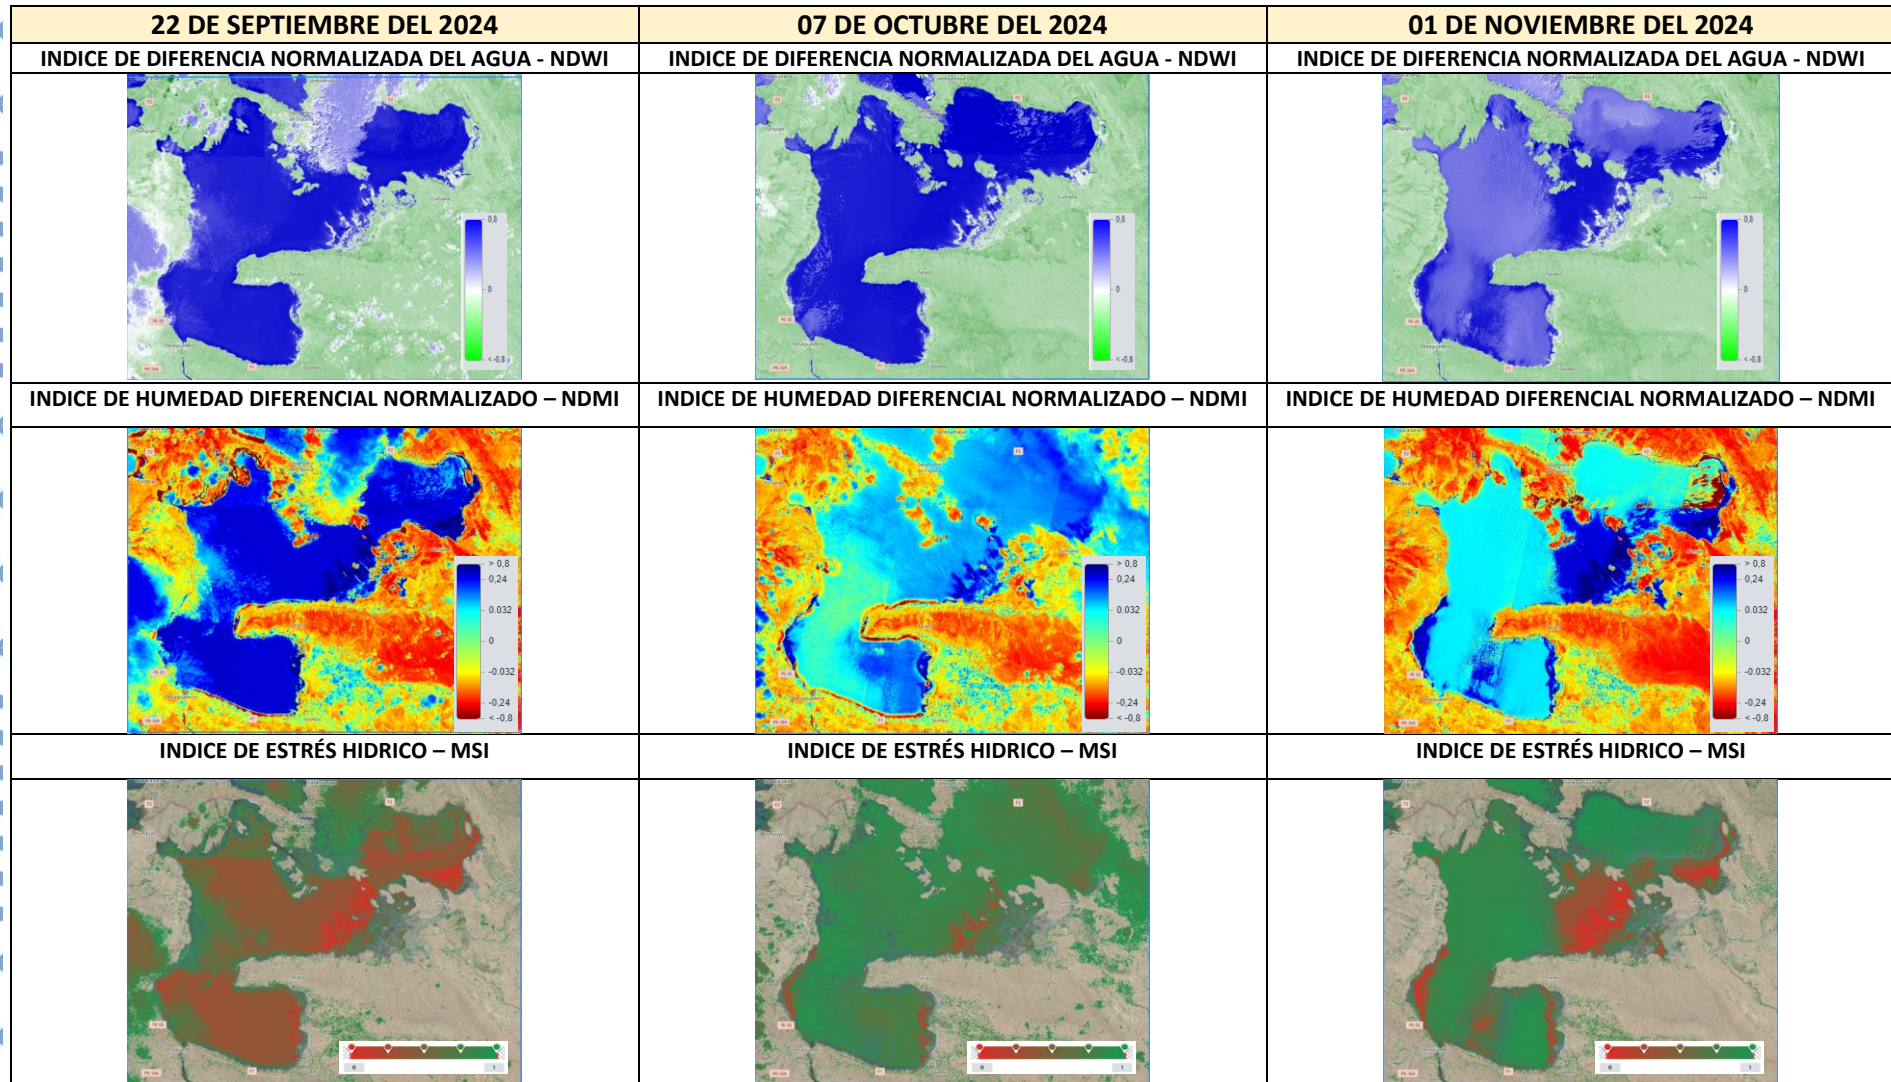 22 DE SEPTIEMBRE DEL 2024
07 DE OCTUBRE DEL 2024
01 DE NOVIEMBRE DEL 2024
INDICE DE DIFERENCIA NORMALIZADA DEL AGUA - NDWI
INDICE DE DIFERENCIA NORMALIZADA DEL AGUA - NDWI
INDICE DE DIFERENCIA NORMALIZADA DEL AGUA - NDWI
0,8
0
< -0.8
0,8
0
< -0.8
0,8
0
< -0.8
INDICE DE HUMEDAD DIFERENCIAL NORMALIZADO – NDMI
INDICE DE HUMEDAD DIFERENCIAL NORMALIZADO – NDMI
INDICE DE HUMEDAD DIFERENCIAL NORMALIZADO – NDMI
> 0,8
0,24
0.032
0
-0.032
-0,24
< -0,8
> 0,8
0,24
0.032
0
-0.032
-0,24
< -0,8
> 0,8
0,24
0.032
0
-0.032
-0,24
< -0,8
INDICE DE ESTRÉS HIDRICO – MSI
INDICE DE ESTRÉS HIDRICO – MSI
INDICE DE ESTRÉS HIDRICO – MSI
0 1
0 1
0 1